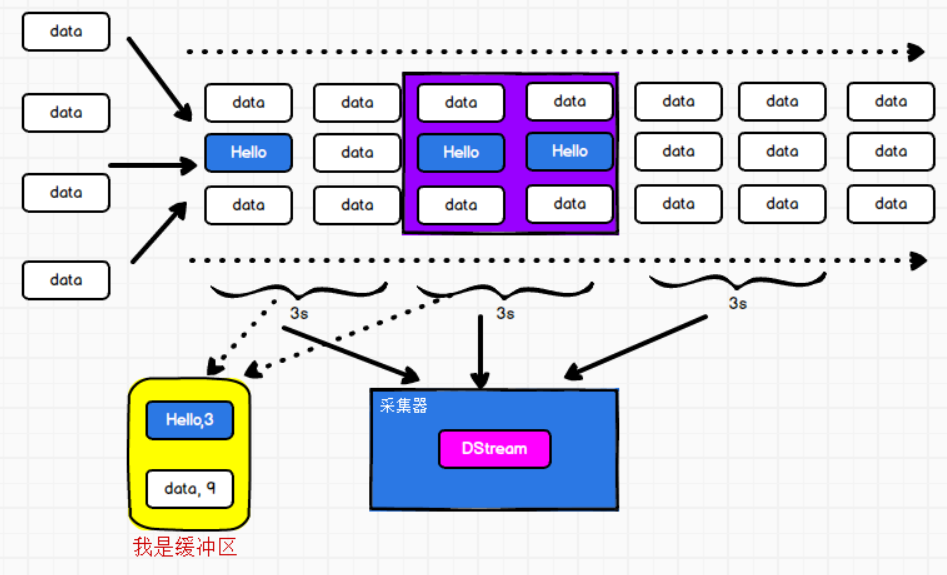 data
data
data
data
data data data data data data data
Hello data Hello Hello data data data
data data data data data data data
3s 3s 3s
Hello,3
data, 9
我是缓冲区
采集器
DStream